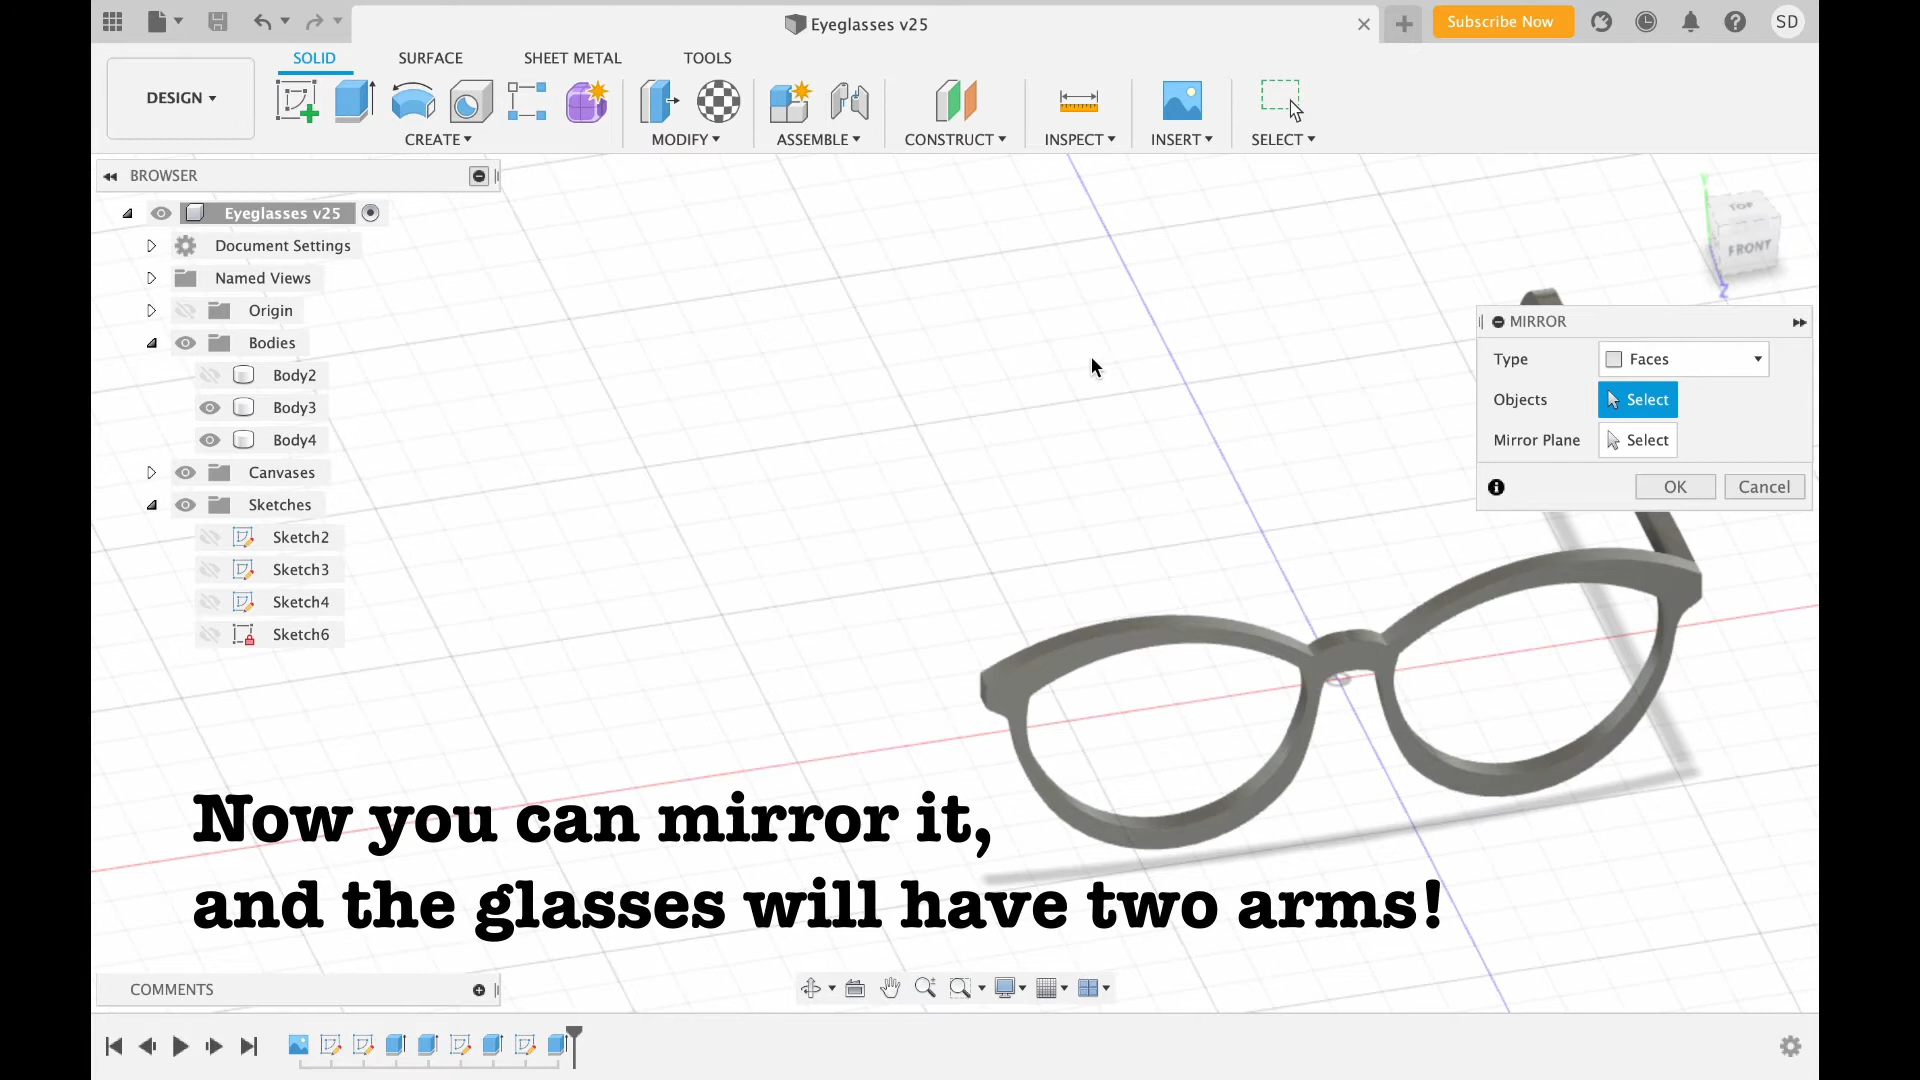 Eyeglasses v25
Subscribe Now
SD
DESIGN
SOLID
SURFACE
SHEET METAL
TOOLS
CREATE
MODIFY
ASSEMBLE
CONSTRUCT
INSPECT
INSERT
SELECT
BROWSER
Eyeglasses v25
Document Settings
Named Views
Origin
Bodies
Body2
Body3
Body4
Canvases
Sketches
Sketch2
Sketch3
Sketch4
Sketch6
TOP
FRONT
Z
MIRROR
Type
Faces
Objects
Select
Mirror Plane
Select
OK
Cancel
Now you can mirror it,
and the glasses will have two arms!
COMMENTS